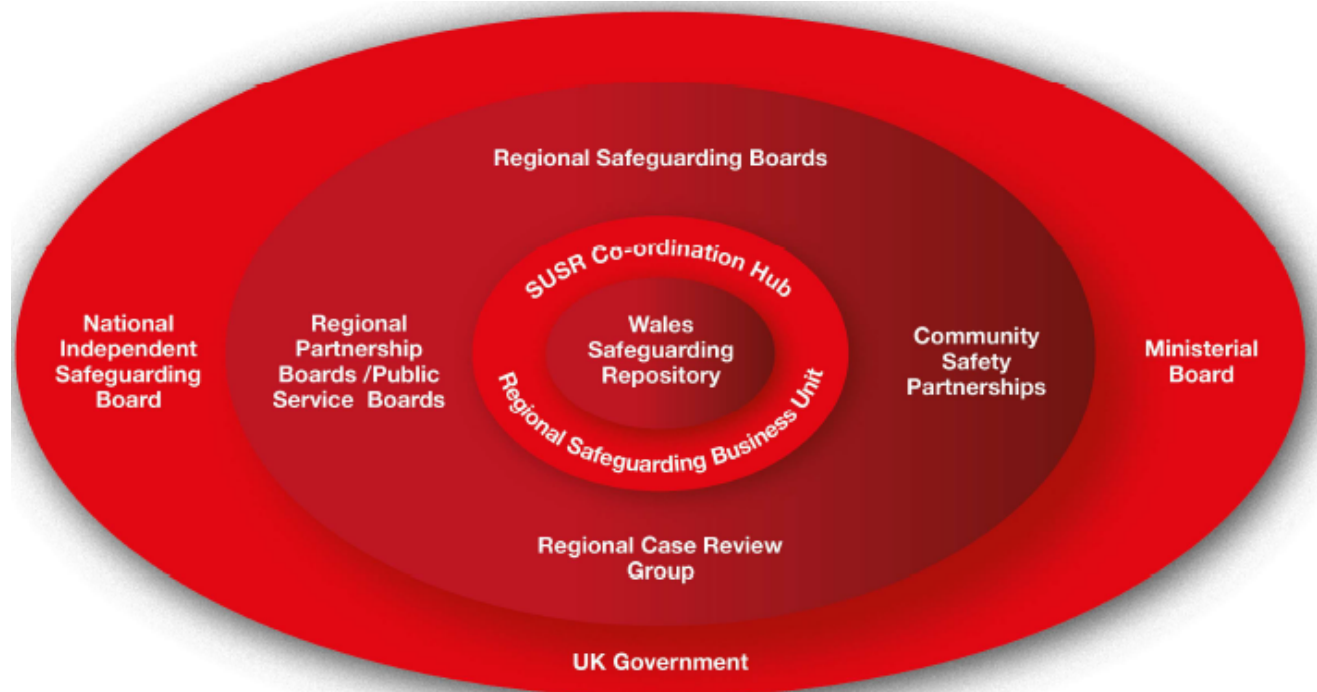 Regional Safeguarding Boards
SUSR Co-ordination Hub
National
Independent
Safeguarding
Board
Regional
Partnership
Boards /Public
Service Boards
Wales
Safeguarding
Repository
Community
Safety
Partnerships
Ministerial
Board
Regional Safeguarding Business Unit
Regional Case Review
Group
UK Government